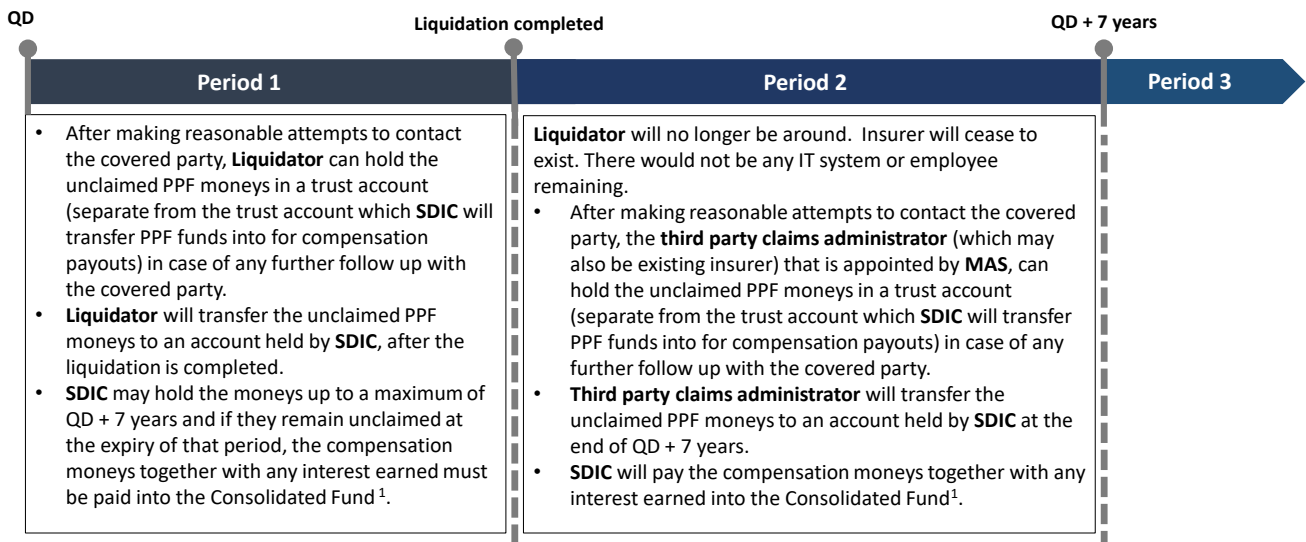 QD
Liquidation completed
QD + 7 years
Period 1
Period 2
Period 3
• After making reasonable attempts to contact
the covered party, Liquidator can hold the
unclaimed PPF moneys in a trust account
(separate from the trust account which SDIC will
transfer PPF funds into for compensation
payouts) in case of any further follow up with
the covered party.
• Liquidator will transfer the unclaimed PPF
moneys to an account held by SDIC, after the
liquidation is completed.
• SDIC may hold the moneys up to a maximum of
QD + 7 years and if they remain unclaimed at
the expiry of that period, the compensation
moneys together with any interest earned must
be paid into the Consolidated Fund 1.
Liquidator will no longer be around. Insurer will cease to
exist. There would not be any IT system or employee
remaining.
• After making reasonable attempts to contact the covered
party, the third party claims administrator (which may
also be existing insurer) that is appointed by MAS, can
hold the unclaimed PPF moneys in a trust account
(separate from the trust account which SDIC will transfer
PPF funds into for compensation payouts) in case of any
further follow up with the covered party.
• Third party claims administrator will transfer the
unclaimed PPF moneys to an account held by SDIC at the
end of QD + 7 years.
• SDIC will pay the compensation moneys together with any
interest earned into the Consolidated Fund1.